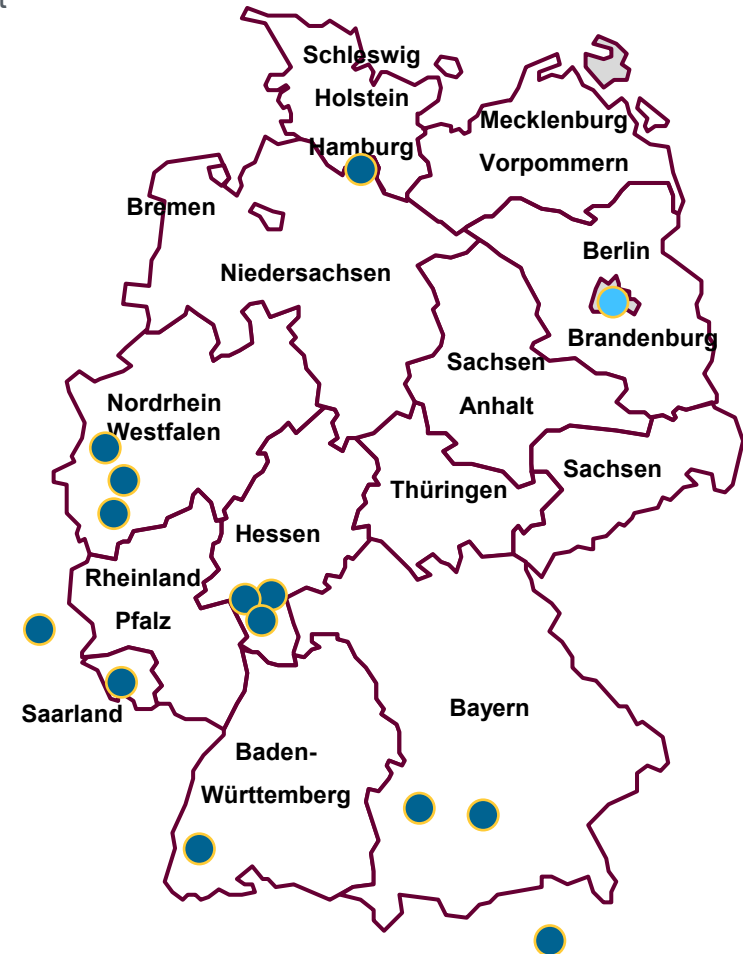 Schleswig
Holstein
Hamburg
Mecklenburg
Vorpommern
Bremen
Niedersachsen
Berlin
Brandenburg
Sachsen
Anhalt
Nordrhein
Westfalen
Sachsen
Thüringen
Hessen
Rheinland
Pfalz
Saarland
Bayern
Baden-
Württemberg